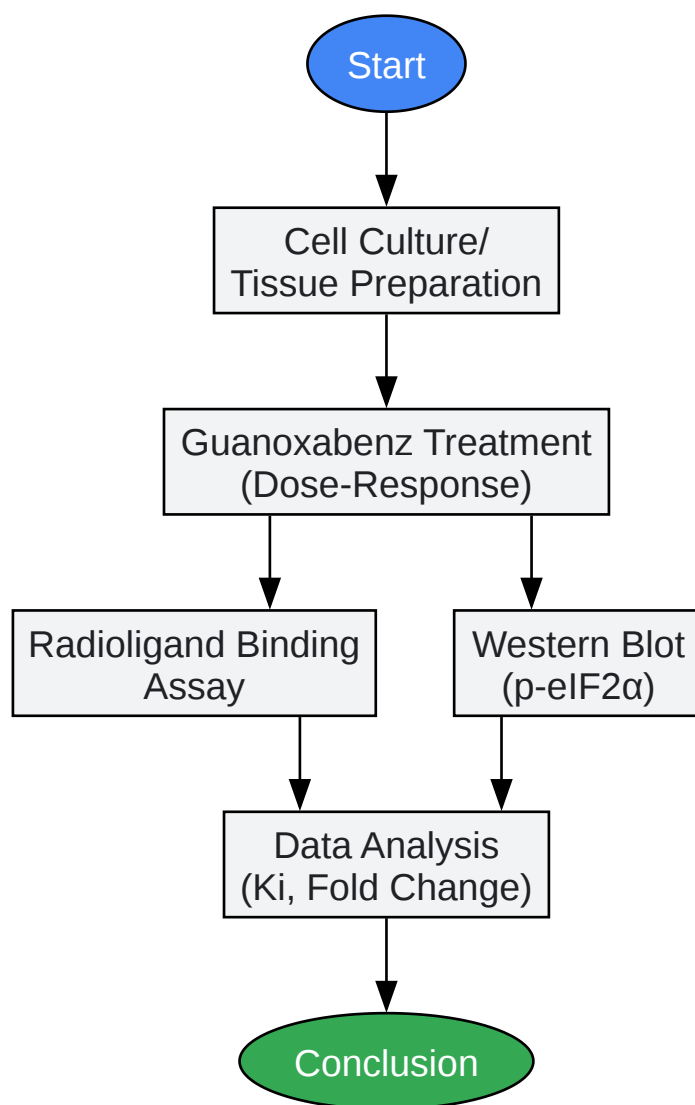 Start
Cell Culture/
Tissue Preparation
Guanoxabenz Treatment
(Dose-Response)
Radioligand Binding
Assay
Western Blot
(p-eIF2α)
Data Analysis
(Ki, Fold Change)
Conclusion